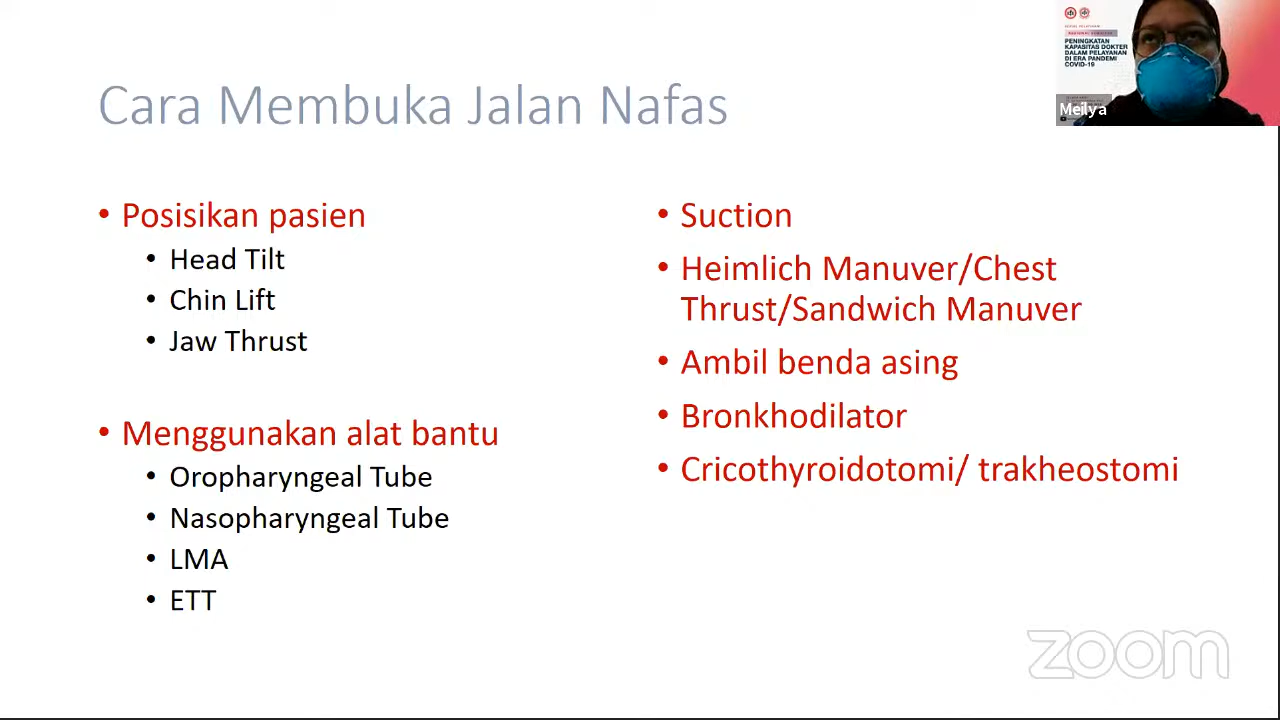 Cara Membuka Jalan Nafas
• Posisikan pasien
• Head Tilt
• Chin Lift
• Jaw Thrust
• Menggunakan alat bantu
• Oropharyngeal Tube
• Nasopharyngeal Tube
• LMA
• ETT
• Suction
• Heimlich Manuver/Chest
Thrust/Sandwich Manuver
• Ambil benda asing
• Bronkhodilator
• Cricothyroidotomi/ trakheostomi
PENINGKATAN
KAPASITAS DOKTER
DALAM PELAYANAN
DI ERA PANDEMI
COVID-19
Meilya
zoom